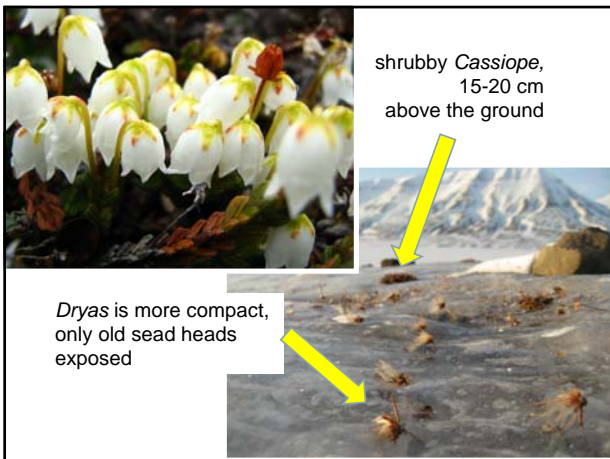 shrubby Cassiope,
15-20 cm
above the ground
Dryas is more compact,
only old sead heads
exposed